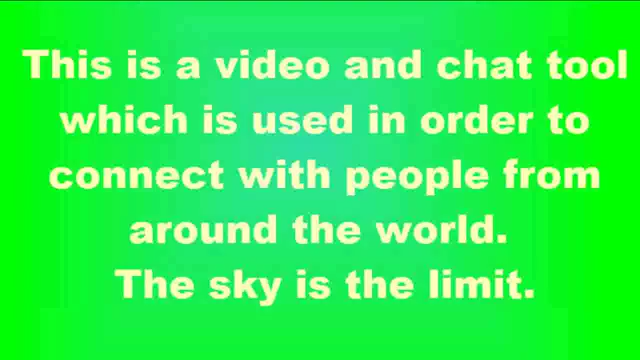 This is a video and chat tool
which is used in order to
connect with people from
around the world.
The sky is the limit.